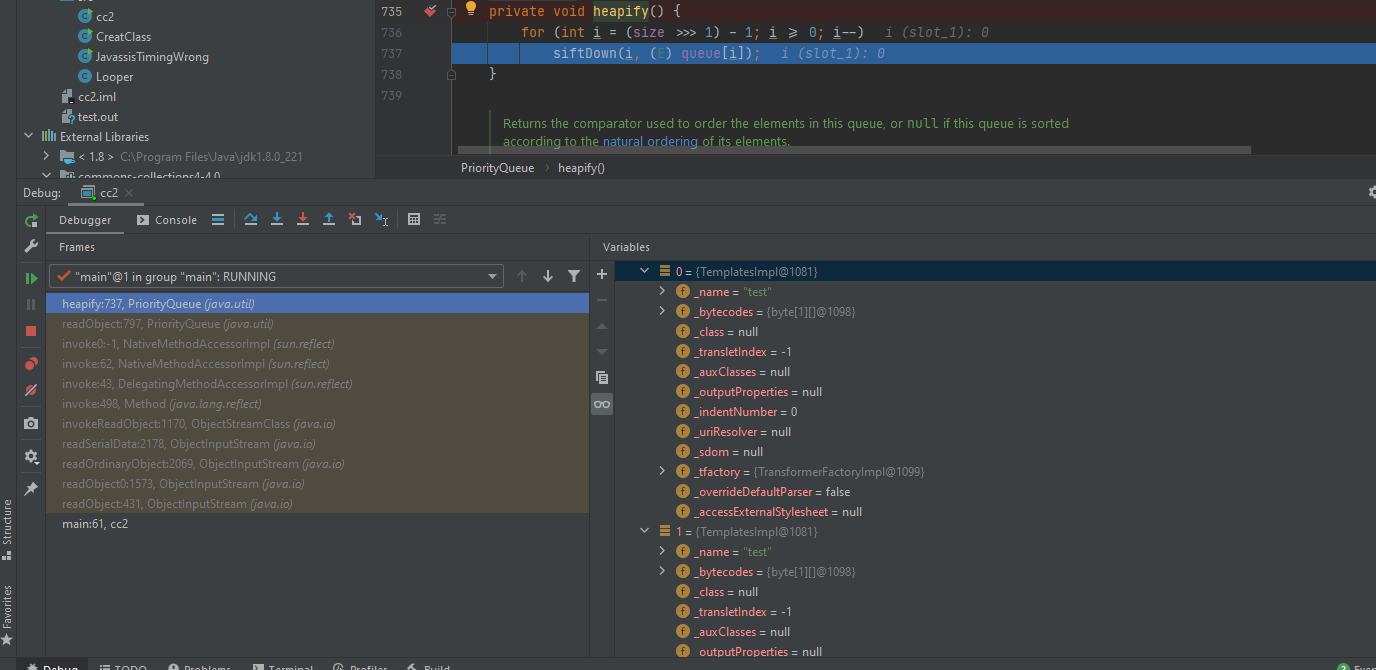 cc2
CreatClass
JavassisTimingWrong
Looper
cc2.iml
test.out
External Libraries
< 1.8 > C:\Program Files\Java\jdk1.8.0_221
commons-collections4-4.0
735 private void heapify() {
736 for (int i = (size >>> 1) - 1; i >= 0; i--) i (slot_1): 0
737 siftDown(i, (E) queue[i]); i (slot_1): 0
738 }
739
Returns the comparator used to order the elements in this queue, or null if this queue is sorted
according to the natural ordering of its elements.
PriorityQueue > heapify()
Debug: cc2
Debugger Console
Frames
"main"@1 in group "main": RUNNING
heapify:737, PriorityQueue (java.util)
readObject:797, PriorityQueue (java.util)
invoke0:-1, NativeMethodAccessorImpl (sun.reflect)
invoke:62, NativeMethodAccessorImpl (sun.reflect)
invoke:43, DelegatingMethodAccessorImpl (sun.reflect)
invoke:498, Method (java.lang.reflect)
invokeReadObject:1170, ObjectStreamClass (java.io)
readSerialData:2178, ObjectInputStream (java.io)
readOrdinaryObject:2069, ObjectInputStream (java.io)
readObject0:1573, ObjectInputStream (java.io)
readObject:431, ObjectInputStream (java.io)
main:61, cc2
Variables
0 = {TemplatesImpl@1081}
_name = "test"
_bytecodes = {byte[1][]@1098}
_class = null
_transletIndex = -1
_auxClasses = null
_outputProperties = null
_indentNumber = 0
_uriResolver = null
_sdom = null
_tfactory = {TransformerFactoryImpl@1099}
_overrideDefaultParser = false
_accessExternalStylesheet = null
1 = {TemplatesImpl@1081}
_name = "test"
_bytecodes = {byte[1][]@1098}
_class = null
_transletIndex = -1
_auxClasses = null
_outputProperties = null
Structure
Favorites
Debug TODO Problems Terminal Profiler Build